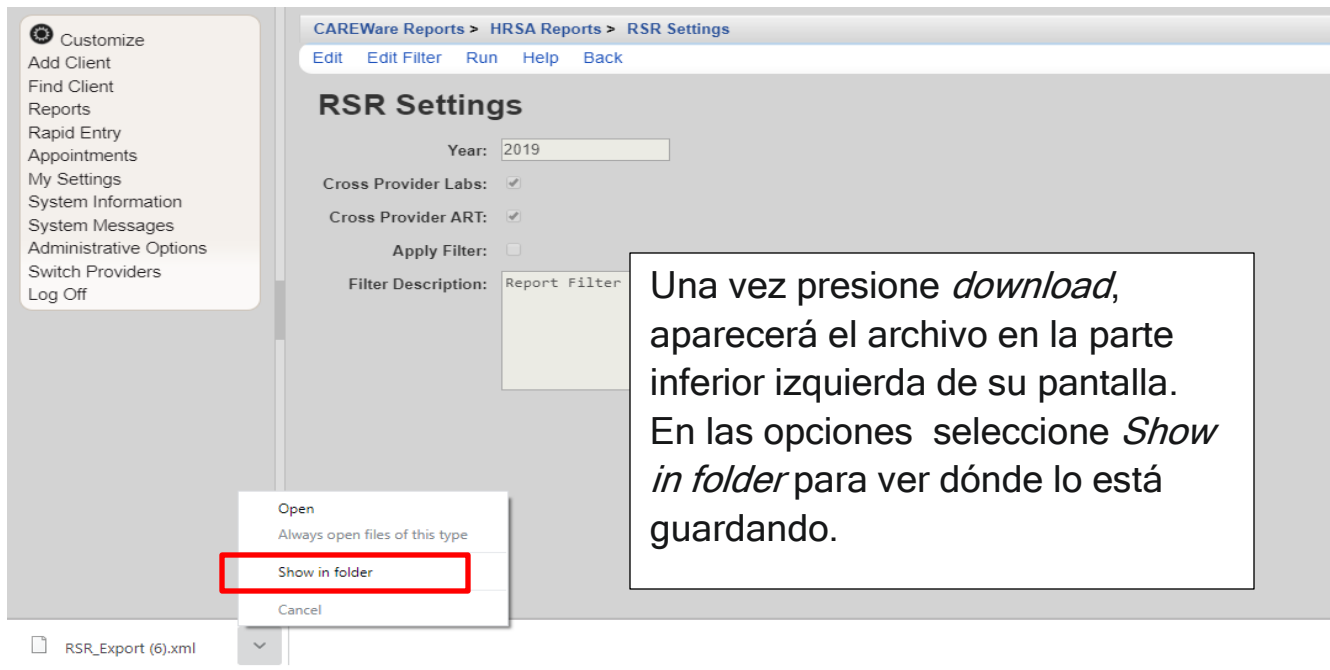 Customize
Add Client
Find Client
Reports
Rapid Entry
Appointments
My Settings
System Information
System Messages
Administrative Options
Switch Providers
Log Off
CAREWare Reports > HRSA Reports > RSR Settings
Edit Edit Filter Run Help Back
RSR Settings
Year: 2019
Cross Provider Labs:
Cross Provider ART:
Apply Filter:
Filter Description: Report Filter
Una vez presione download,
aparecerá el archivo en la parte
inferior izquierda de su pantalla.
En las opciones seleccione Show
in folder para ver dónde lo está
guardando.
Open
Always open files of this type
Show in folder
Cancel
RSR_Export (6).xml